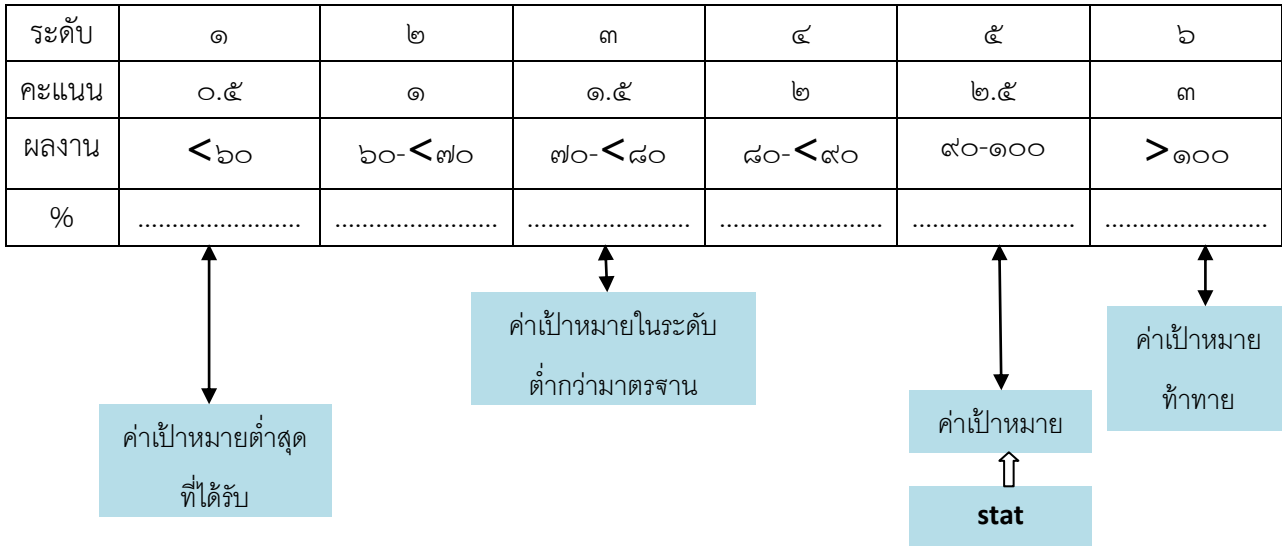 ระดับ ๑ ๒ ๓ ๔ ๕ ๖
คะแนน ๐.๕ ๑ ๑.๕ ๒ ๒.๕ ๓
ผลงาน <๖๐ ๖๐-<๗๐ ๗๐-<๘๐ ๘๐-<๙๐ ๙๐-๑๐๐ >๑๐๐
% ........................ ........................ ........................ ........................ ........................ ........................
ค่าเป้าหมายต่ำสุด
ที่ได้รับ
ค่าเป้าหมายในระดับ
ต่ำกว่ามาตรฐาน
ค่าเป้าหมาย
stat
ค่าเป้าหมาย
ท้าทาย